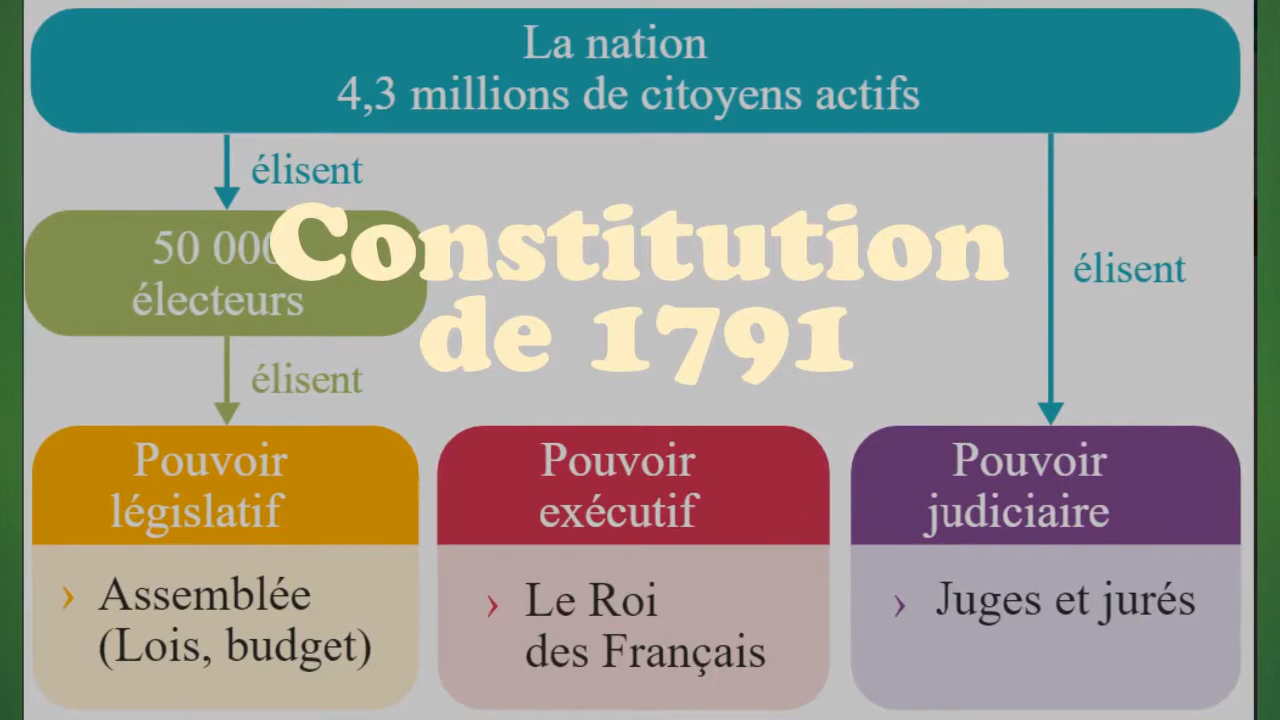 La nation
4,3 millions de citoyens actifs
élisent
50 000
électeurs
Constitution
de 1791
élisent
élisent
Pouvoir
législatif
Pouvoir
exécutif
Pouvoir
judiciaire
› Assemblée
(Lois, budget)
› Le Roi
des Français
› Juges et jurés